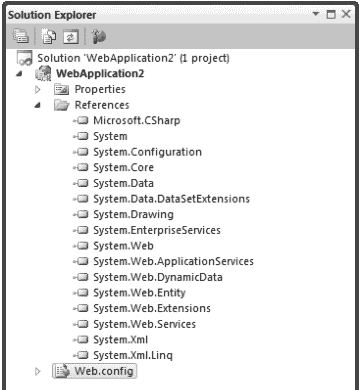 Solution Explorer
Solution 'WebApplication2' (1 project)
WebApplication2
Properties
References
Microsoft.CSharp
System
System.Configuration
System.Core
System.Data
System.Data.DataSetExtensions
System.Drawing
System.EnterpriseServices
System.Web
System.Web.ApplicationServices
System.Web.DynamicData
System.Web.Entity
System.Web.Extensions
System.Web.Services
System.Xml
System.Xml.Linq
Web.config